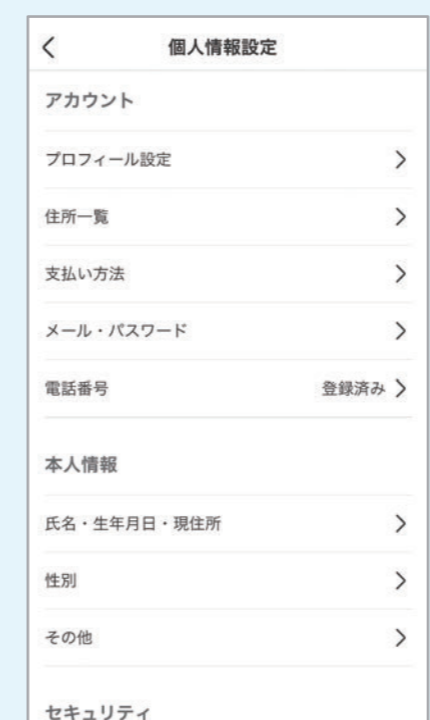 個人情報設定
アカウント
プロフィール設定
住所一覧
支払い方法
メール・パスワード
電話番号 登録済み
本人情報
氏名・生年月日・現住所
性別
その他
セキュリティ